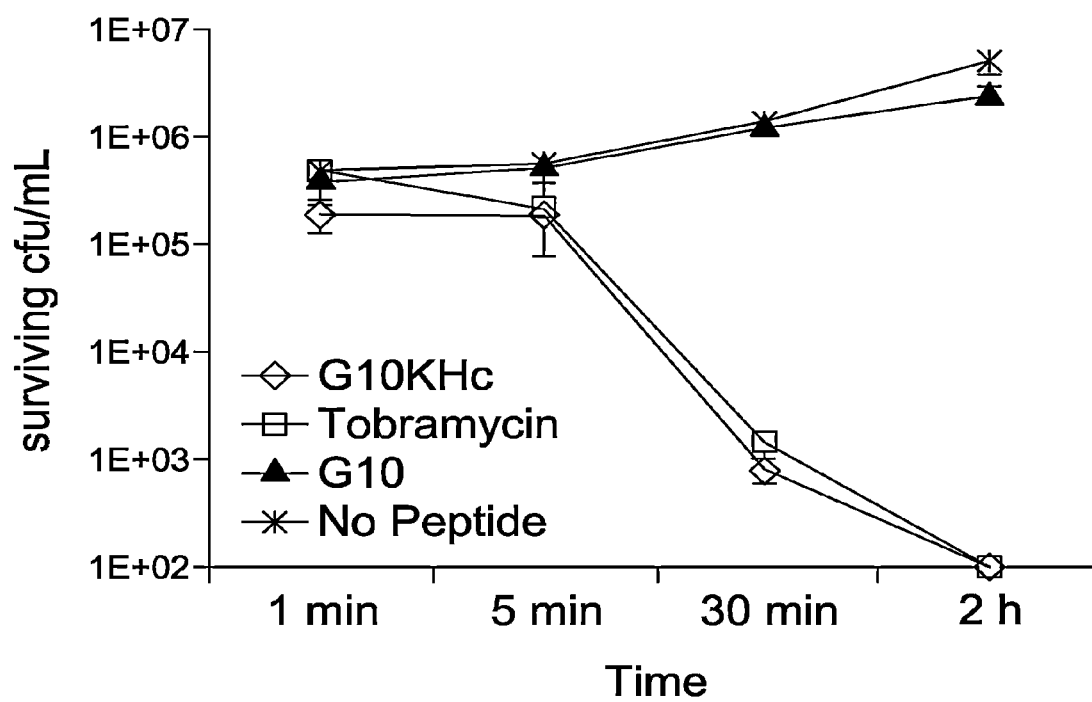 surviving cfu/mL
1E+07
1E+06
1E+05
1E+04
1E+03
1E+02
G10KHc
Tobramycin
G10
No Peptide
1 min 5 min 30 min 2 h
Time